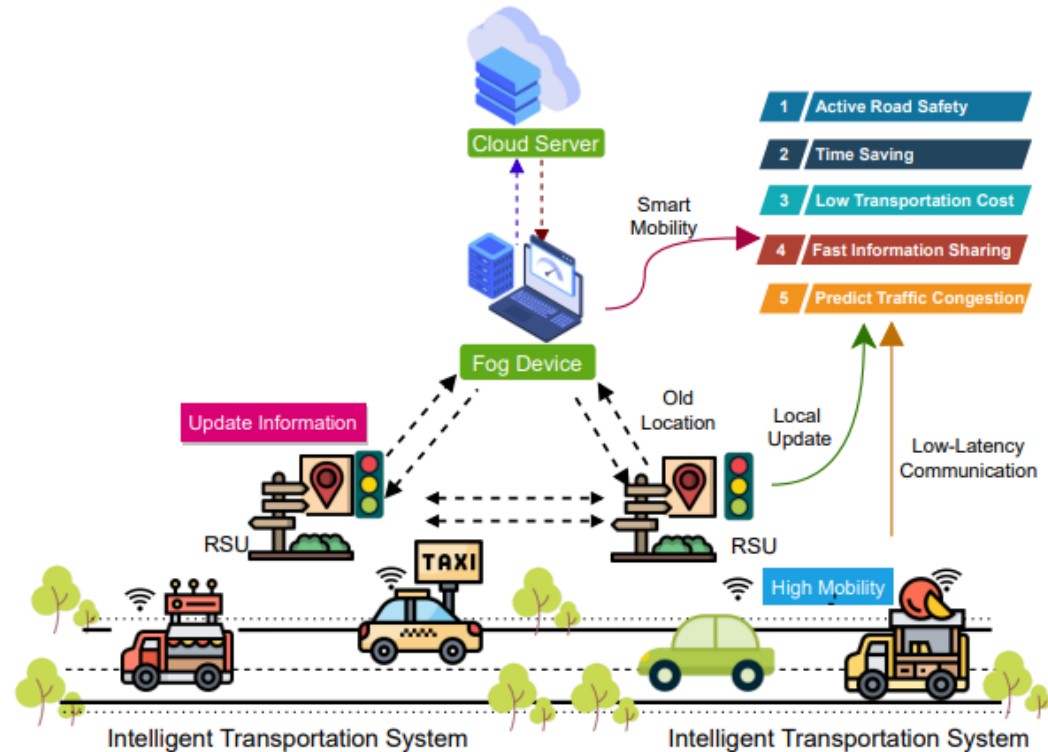 Cloud Server
1 Active Road Safety
2 Time Saving
3 Low Transportation Cost
4 Fast Information Sharing
5 Predict Traffic Congestion
Smart
Mobility
Fog Device
Update Information
Old
Location
Local
Update
Low-Latency
Communication
RSU
RSU
TAXI
High Mobility
Intelligent Transportation System
Intelligent Transportation System